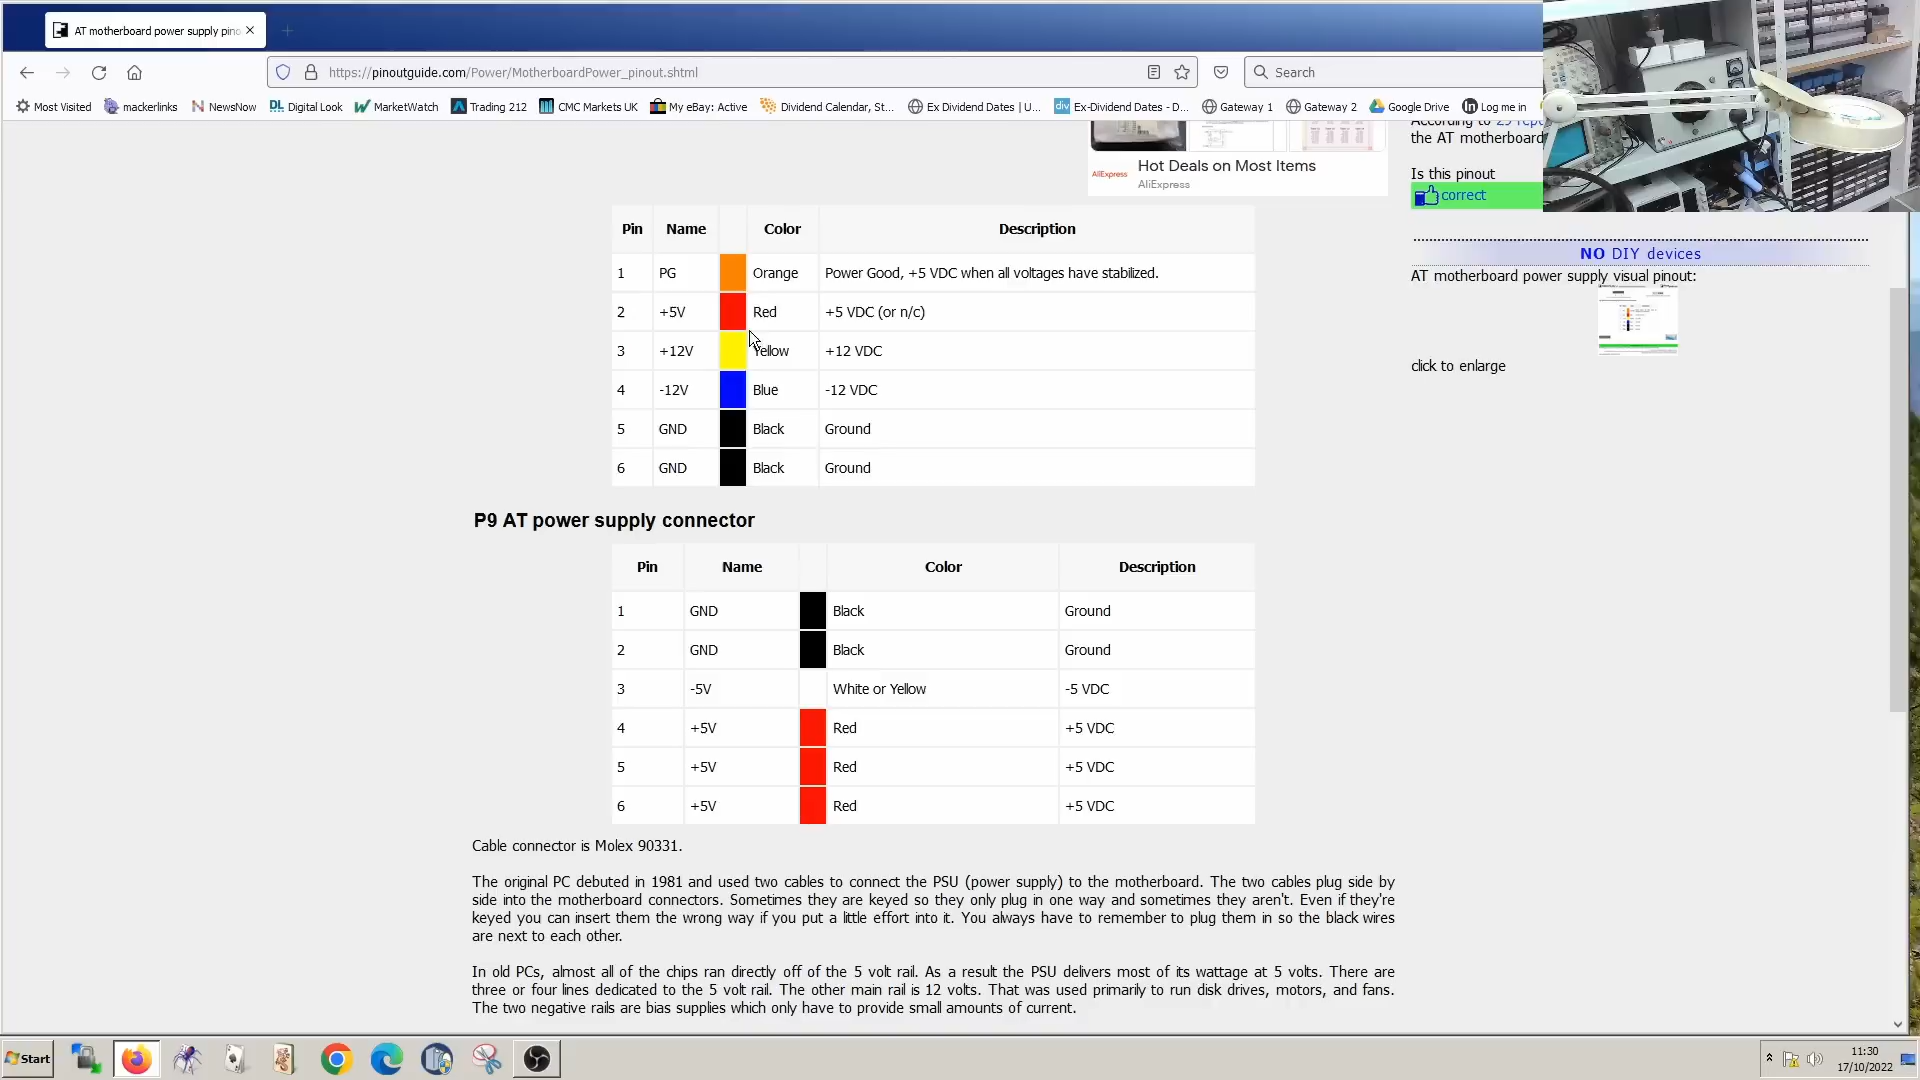 AT motherboard power supply pino
https://pinoutguide.com/Power/MotherboardPower_pinout.shtml
Search
Most Visited
mackerlinks
NewsNow
Digital Look
MarketWatch
Trading 212
CMC Markets UK
My eBay: Active
Dividend Calendar, St...
Ex Dividend Dates | U...
Ex-Dividend Dates - D...
Gateway 1
Gateway 2
Google Drive
Log me in
According to
the AT motherboard
AliExpress
Hot Deals on Most Items
AliExpress
Is this pinout
correct
NO DIY devices
AT motherboard power supply visual pinout:
click to enlarge
Pin Name Color Description
1 PG Orange Power Good, +5 VDC when all voltages have stabilized.
2 +5V Red +5 VDC (or n/c)
3 +12V Yellow +12 VDC
4 -12V Blue -12 VDC
5 GND Black Ground
6 GND Black Ground
P9 AT power supply connector
Pin Name Color Description
1 GND Black Ground
2 GND Black Ground
3 -5V White or Yellow -5 VDC
4 +5V Red +5 VDC
5 +5V Red +5 VDC
6 +5V Red +5 VDC
Cable connector is Molex 90331.
The original PC debuted in 1981 and used two cables to connect the PSU (power supply) to the motherboard. The two cables plug side by
side into the motherboard connectors. Sometimes they are keyed so they only plug in one way and sometimes they aren't. Even if they're
keyed you can insert them the wrong way if you put a little effort into it. You always have to remember to plug them in so the black wires
are next to each other.
In old PCs, almost all of the chips ran directly off of the 5 volt rail. As a result the PSU delivers most of its wattage at 5 volts. There are
three or four lines dedicated to the 5 volt rail. The other main rail is 12 volts. That was used primarily to run disk drives, motors, and fans.
The two negative rails are bias supplies which only have to provide small amounts of current.
Start
11:30
17/10/2022